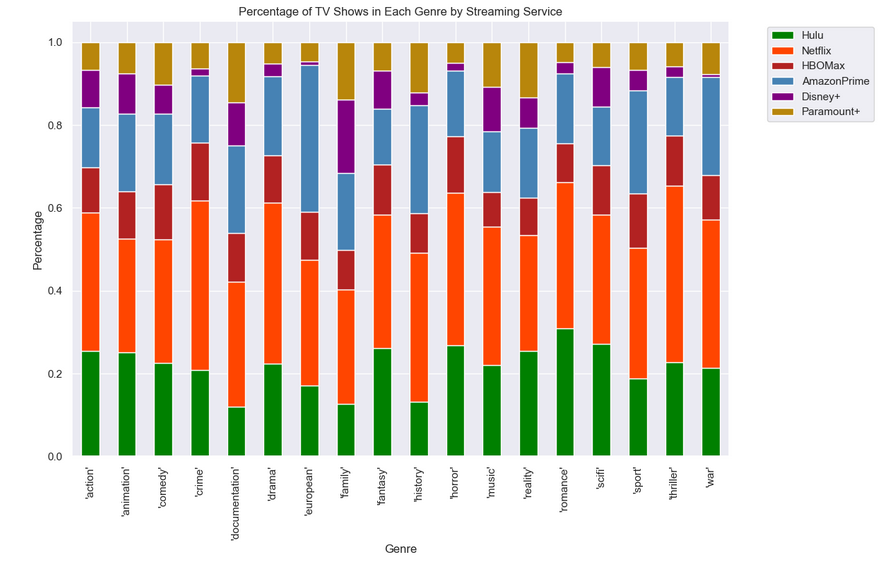 Percentage of TV Shows in Each Genre by Streaming Service
Hulu
Netflix
HBOMax
AmazonPrime
Disney+
Paramount+
Percentage
1.0
0.8
0.6
0.4
0.2
0.0
'action'
'animation'
'comedy'
'crime'
'documentation'
'drama'
'european'
'family'
'fantasy'
'history'
'horror'
'music'
'reality'
'romance'
'scifi'
'sport'
'thriller'
'war'
Genre